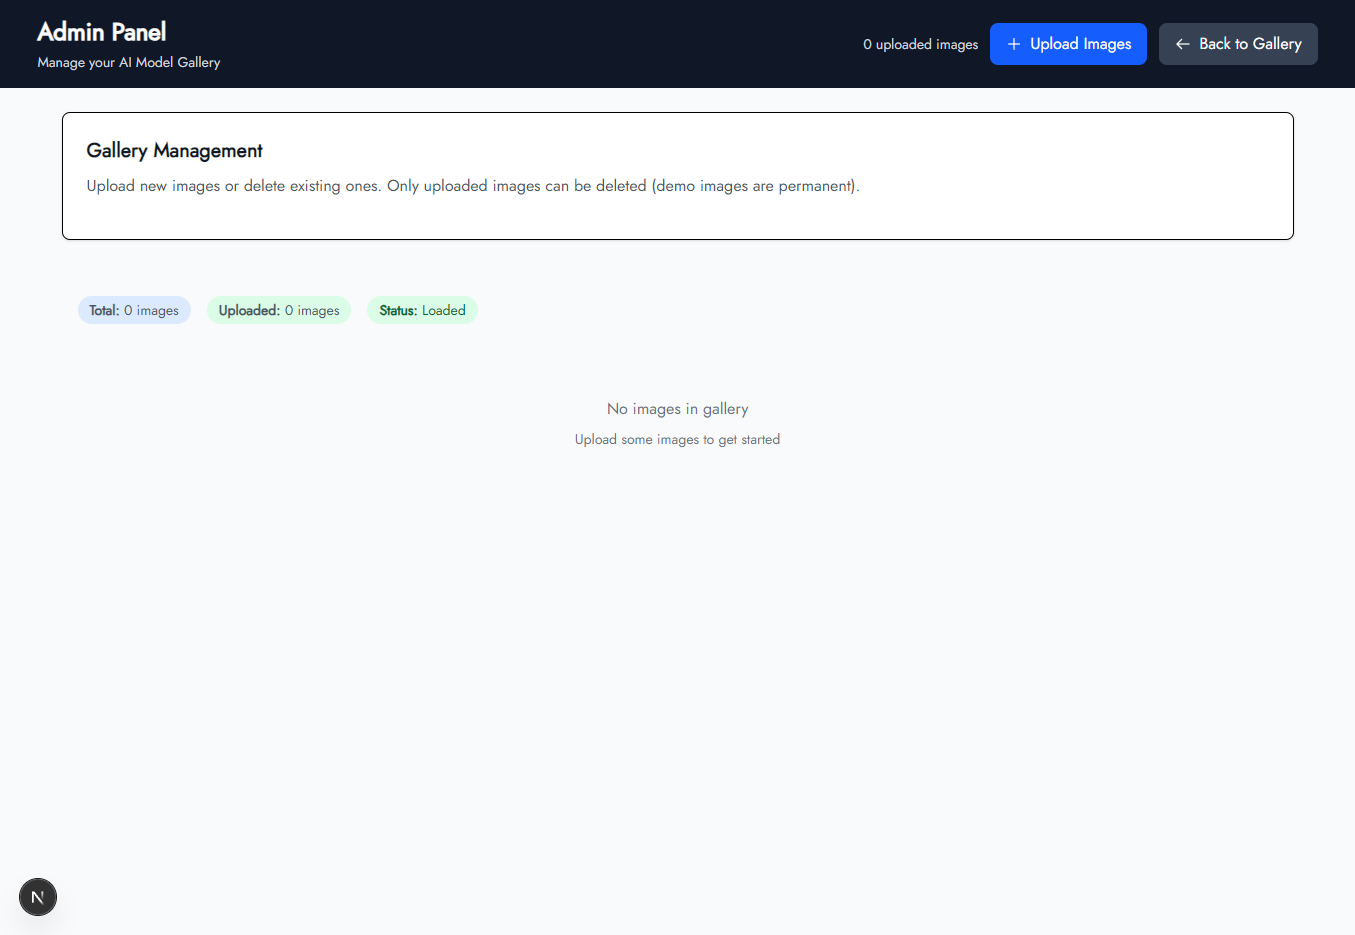 Admin Panel
Manage your AI Model Gallery
0 uploaded images
Upload Images
Back to Gallery
Gallery Management
Upload new images or delete existing ones. Only uploaded images can be deleted (demo images are permanent).
Total: 0 images
Uploaded: 0 images
Status: Loaded
No images in gallery
Upload some images to get started
N